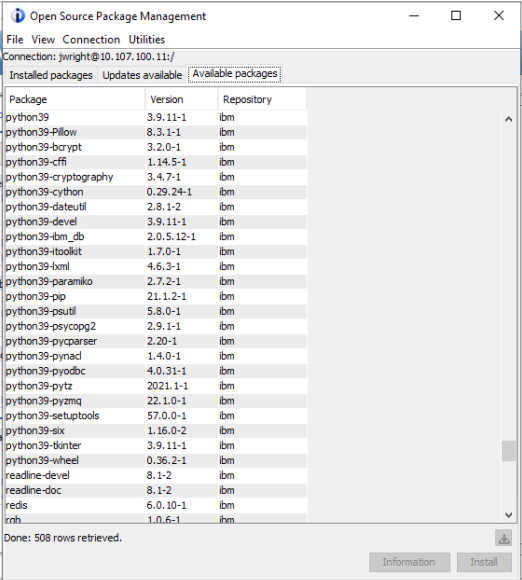 Open Source Package Management
File View Connection Utilities
Connection: jwright@10.107.100.11:/
Installed packages Updates available Available packages
Package Version Repository
python39 3.9.11-1 ibm
python39-Pillow 8.3.1-1 ibm
python39-bcrypt 3.2.0-1 ibm
python39-cffi 1.14.5-1 ibm
python39-cryptography 3.4.7-1 ibm
python39-cython 0.29.24-1 ibm
python39-dateutil 2.8.1-2 ibm
python39-devel 3.9.11-1 ibm
python39-ibm_db 2.0.5.12-1 ibm
python39-itoolkit 1.7.0-1 ibm
python39-lxml 4.6.3-1 ibm
python39-paramiko 2.7.2-1 ibm
python39-pip 21.1.2-1 ibm
python39-psutil 5.8.0-1 ibm
python39-psycopg2 2.9.1-1 ibm
python39-pycparser 2.20-1 ibm
python39-pynacl 1.4.0-1 ibm
python39-pyodbc 4.0.31-1 ibm
python39-pytz 2021.1-1 ibm
python39-pyzmq 22.1.0-1 ibm
python39-setuptools 57.0.0-1 ibm
python39-six 1.16.0-2 ibm
python39-tkinter 3.9.11-1 ibm
python39-wheel 0.36.2-1 ibm
readline-devel 8.1-2 ibm
readline-doc 8.1-2 ibm
redis 6.0.10-1 ibm
rgb 1.0.6-1 ibm
Done: 508 rows retrieved.
Information Install